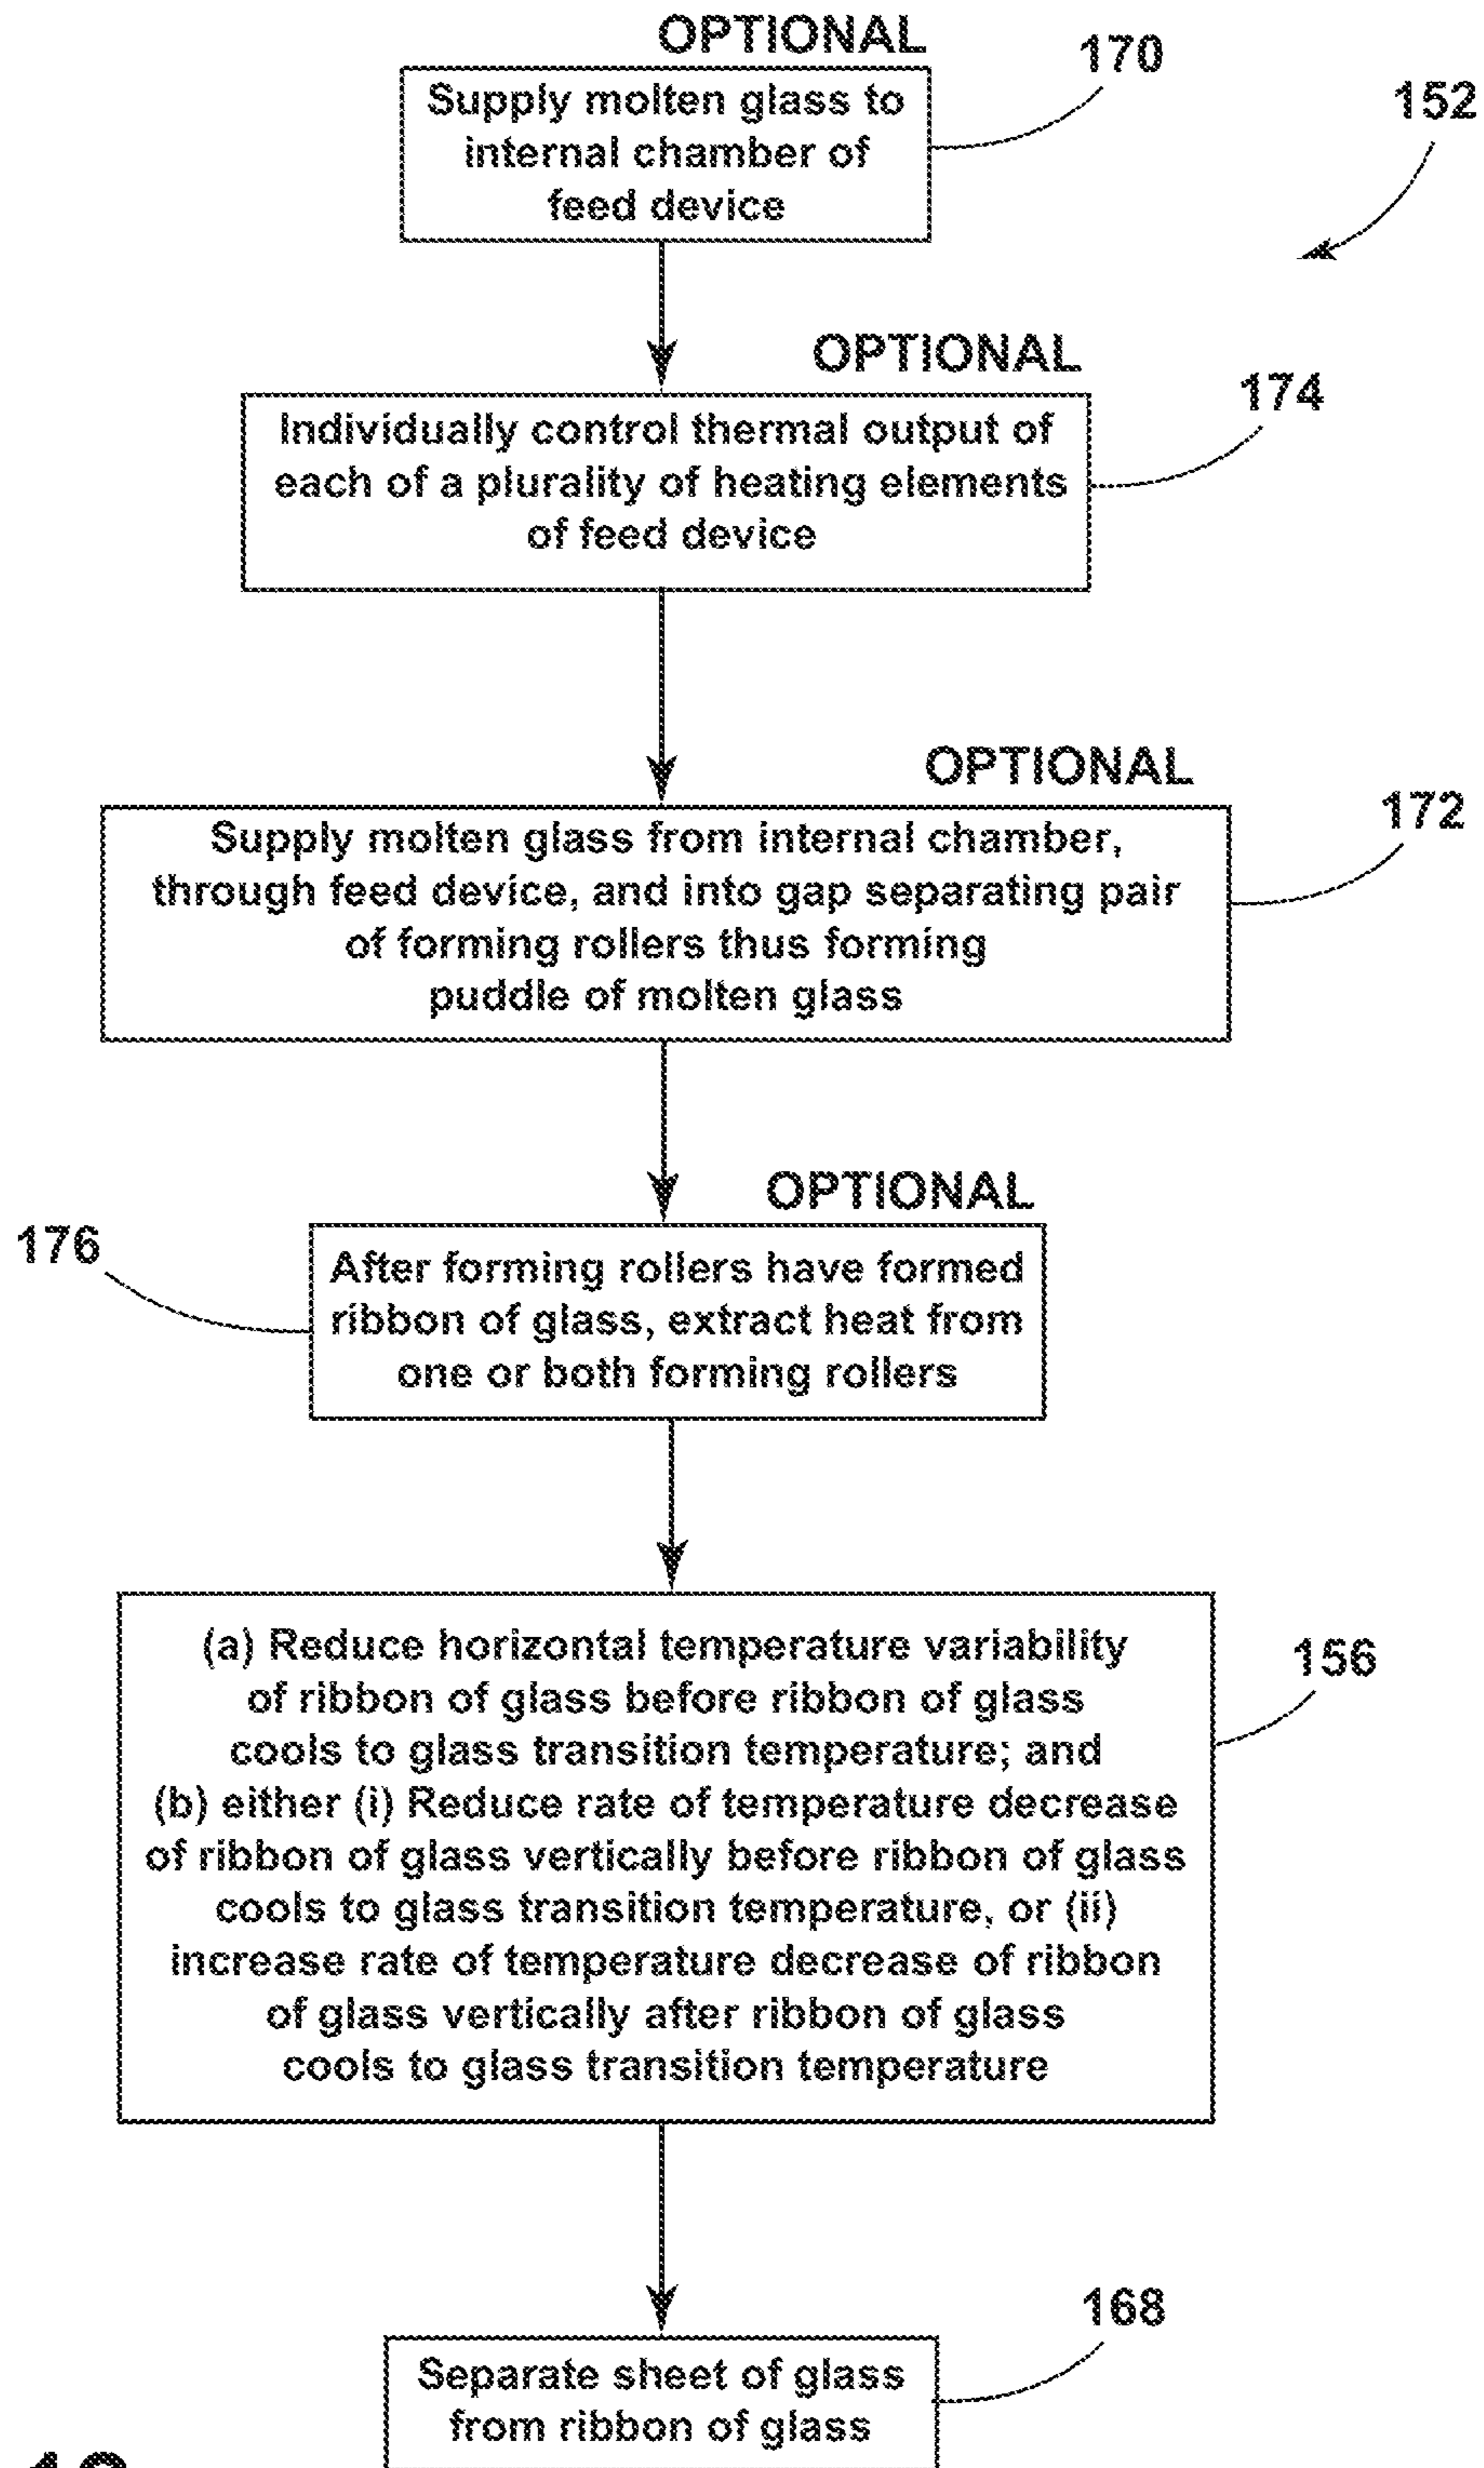 OPTIONAL
170
152
Supply molten glass to
internal chamber of
feed device
OPTIONAL
174
Individually control thermal output of
each of a plurality of heating elements
of feed device
OPTIONAL
172
Supply molten glass from internal chamber,
through feed device, and into gap separating pair
of forming rollers thus forming
puddle of molten glass
OPTIONAL
176
After forming rollers have formed
ribbon of glass, extract heat from
one or both forming rollers
156
(a) Reduce horizontal temperature variability
of ribbon of glass before ribbon of glass
cools to glass transition temperature; and
(b) either (i) Reduce rate of temperature decrease
of ribbon of glass vertically before ribbon of glass
cools to glass transition temperature, or (ii)
increase rate of temperature decrease of ribbon
of glass vertically after ribbon of glass
cools to glass transition temperature
168
Separate sheet of glass
from ribbon of glass